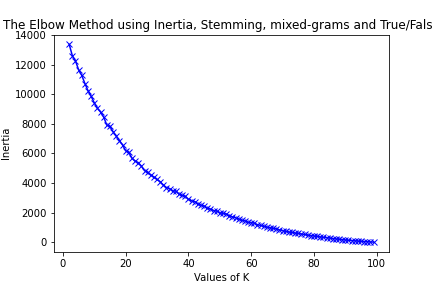 The Elbow Method using Inertia, Stemming, mixed-grams and True/Fals
14000
12000
10000
8000
6000
4000
2000
0
Inertia
0 20 40 60 80 100
Values of K